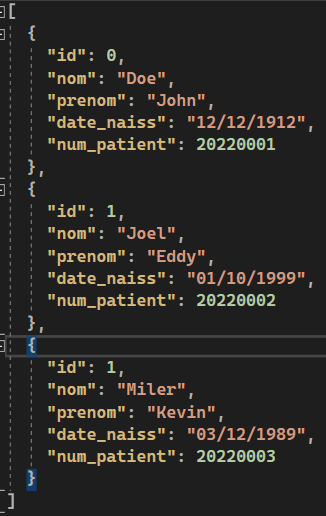 [
{
"id": 0,
"nom": "Doe",
"prenom": "John",
"date_naiss": "12/12/1912",
"num_patient": 20220001
},
{
"id": 1,
"nom": "Joel",
"prenom": "Eddy",
"date_naiss": "01/10/1999",
"num_patient": 20220002
},
{
"id": 1,
"nom": "Miler",
"prenom": "Kevin",
"date_naiss": "03/12/1989",
"num_patient": 20220003
}
]